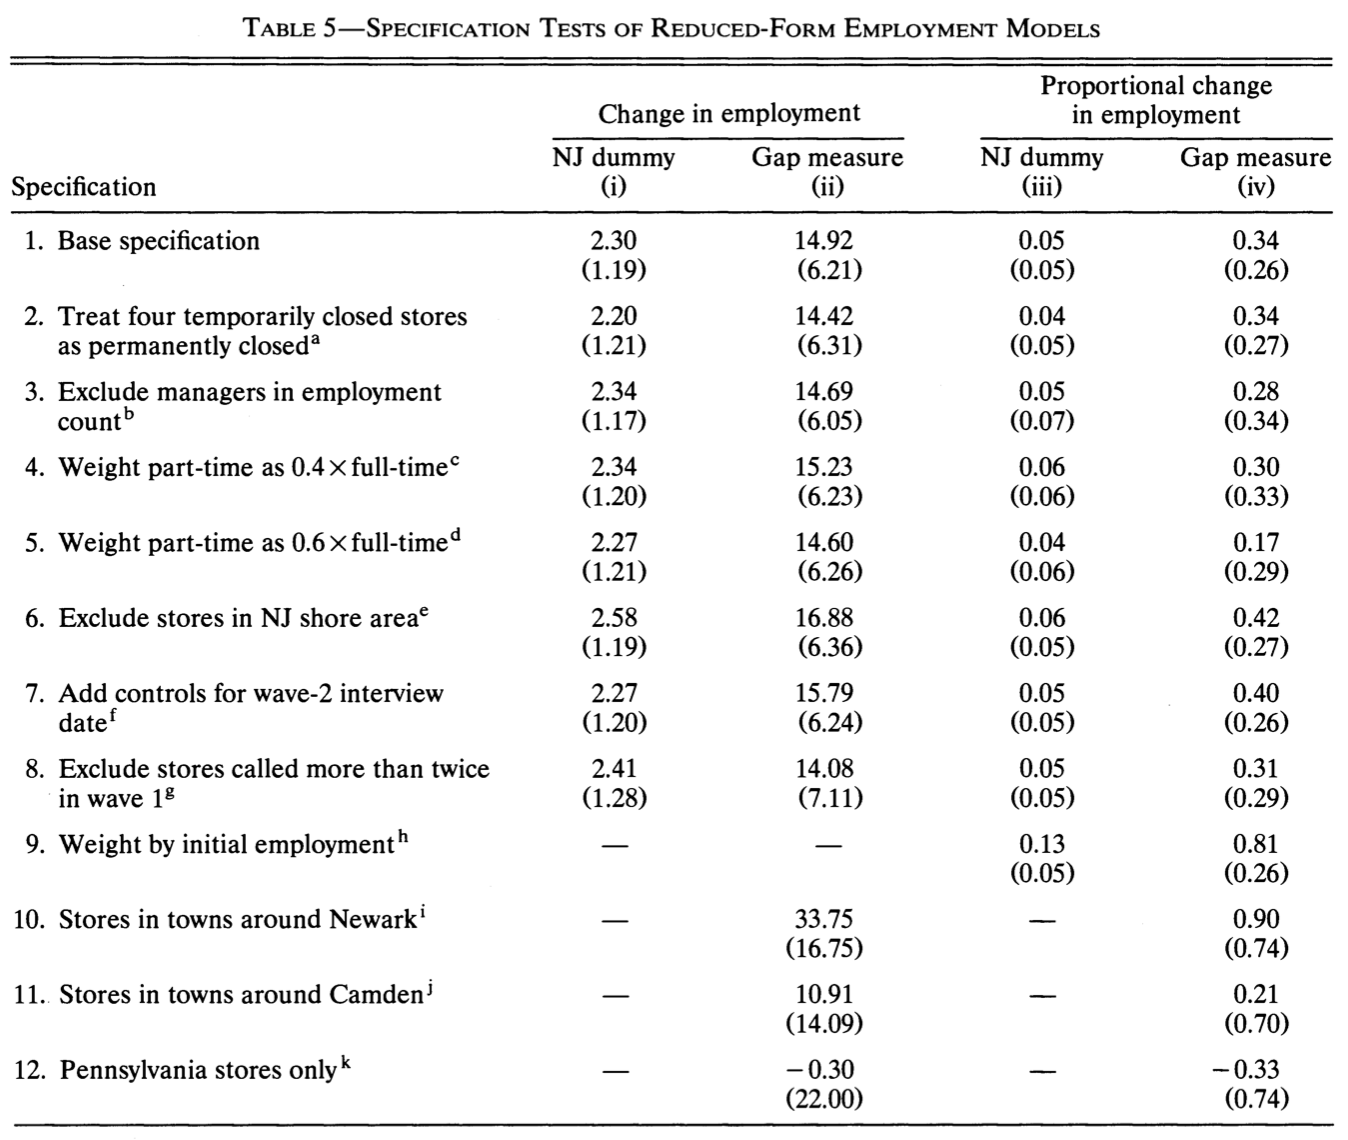 TABLE 5—SPECIFICATION TESTS OF REDUCED-FORM EMPLOYMENT MODELS
Proportional change
Change in employment in employment
NJ dummy Gap measure NJ dummy Gap measure
Specification (i) (ii) (iii) (iv)
1. Base specification 2.30 14.92 0.05 0.34
(1.19) (6.21) (0.05) (0.26)
2. Treat four temporarily closed stores 2.20 14.42 0.04 0.34
as permanently closed^a (1.21) (6.31) (0.05) (0.27)
3. Exclude managers in employment 2.34 14.69 0.05 0.28
count^b (1.17) (6.05) (0.07) (0.34)
4. Weight part-time as 0.4×full-time^c 2.34 15.23 0.06 0.30
(1.20) (6.23) (0.06) (0.33)
5. Weight part-time as 0.6×full-time^d 2.27 14.60 0.04 0.17
(1.21) (6.26) (0.06) (0.29)
6. Exclude stores in NJ shore area^e 2.58 16.88 0.06 0.42
(1.19) (6.36) (0.05) (0.27)
7. Add controls for wave-2 interview 2.27 15.79 0.05 0.40
date^f (1.20) (6.24) (0.05) (0.26)
8. Exclude stores called more than twice 2.41 14.08 0.05 0.31
in wave 1^g (1.28) (7.11) (0.05) (0.29)
9. Weight by initial employment^h — — 0.13 0.81
(0.05) (0.26)
10. Stores in towns around Newark^i — 33.75 — 0.90
(16.75) (0.74)
11. Stores in towns around Camden^j — 10.91 — 0.21
(14.09) (0.70)
12. Pennsylvania stores only^k — −0.30 — −0.33
(22.00) (0.74)